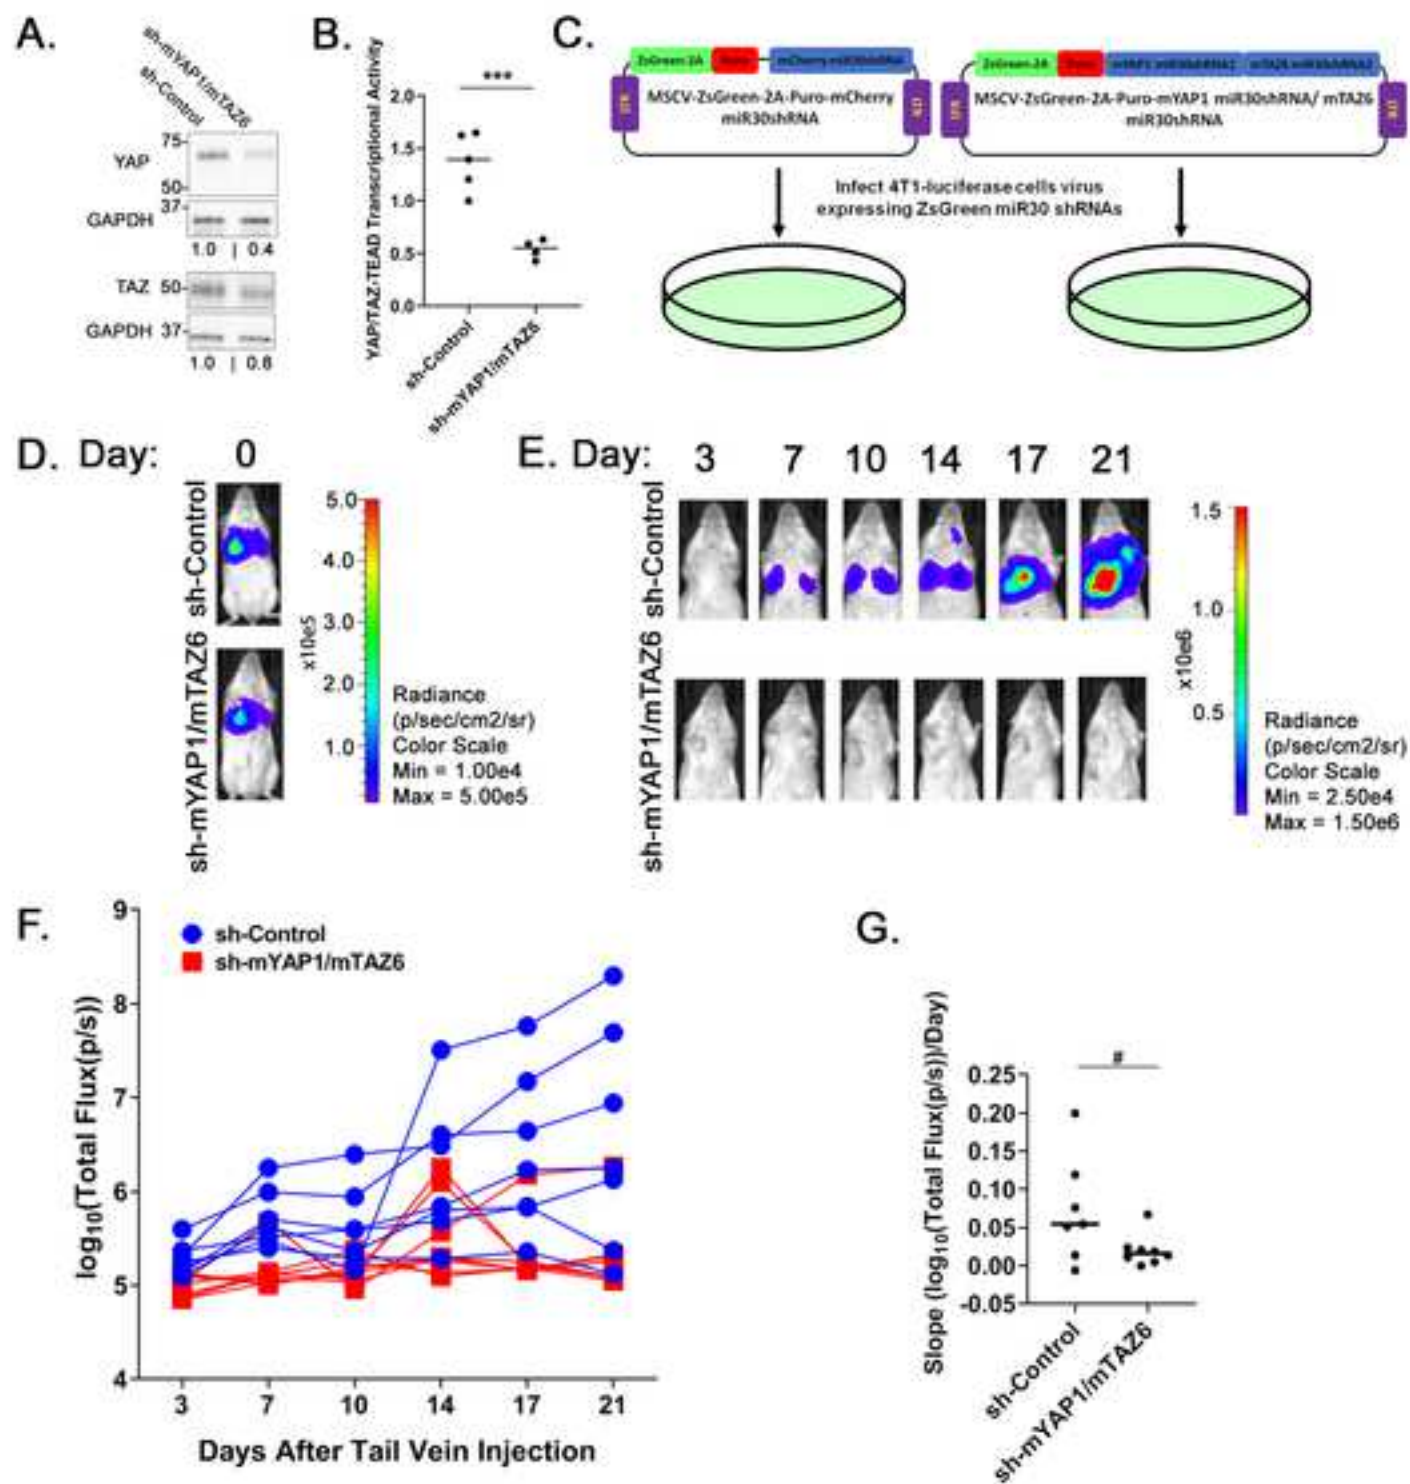 A.
sh-mYAP1/mTAZ6
sh-Control
YAP
75
50
GAPDH
37
1.0 | 0.4
TAZ
50
GAPDH
37
1.0 | 0.6
B.
YAP/TAZ-TEAD Transcriptional Activity
***
2.0
1.5
1.0
0.5
0.0
sh-Control
sh-mYAP1/mTAZ6
C.
ZsGreen-2A
mCherry miR30shRNA
MSCV-ZsGreen-2A-Puro-mCherry
miR30shRNA
ZsGreen-2A
MSCV-ZsGreen-2A-Puro-mYAP1 miR30shRNA/ mTAZ6
miR30shRNA
Infect 4T1-luciferase cells virus
expressing ZsGreen miR30 shRNAs
D. Day: 0
sh-Control
sh-mYAP1/mTAZ6
5.0
4.0
3.0
2.0
1.0
x10e5
Radiance
(p/sec/cm2/sr)
Color Scale
Min = 1.00e4
Max = 5.00e5
E. Day: 3 7 10 14 17 21
sh-Control
sh-mYAP1/mTAZ6
1.5
1.0
0.5
x10e6
Radiance
(p/sec/cm2/sr)
Color Scale
Min = 2.50e4
Max = 1.50e6
F.
sh-Control
sh-mYAP1/mTAZ6
log10(Total Flux(p/s))
9
8
7
6
5
4
3 7 10 14 17 21
Days After Tail Vein Injection
G.
Slope (log10(Total Flux(p/s))/Day)
#
0.25
0.20
0.15
0.10
0.05
0.00
-0.05
sh-Control
sh-mYAP1/mTAZ6